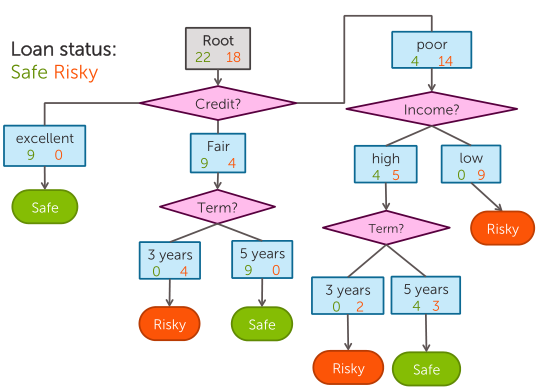 Loan status:
Safe Risky
Root
22 18
poor
4 14
Credit?
Income?
excellent
9 0
Fair
9 4
high
4 5
low
0 9
Safe
Term?
Term?
Risky
3 years
0 4
5 years
9 0
3 years
0 2
5 years
4 3
Risky
Safe
Risky
Safe